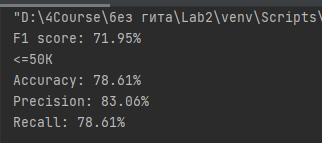 "D:\4Course\без гита\Lab2\venv\Scripts\
F1 score: 71.95%
<=50K
Accuracy: 78.61%
Precision: 83.06%
Recall: 78.61%